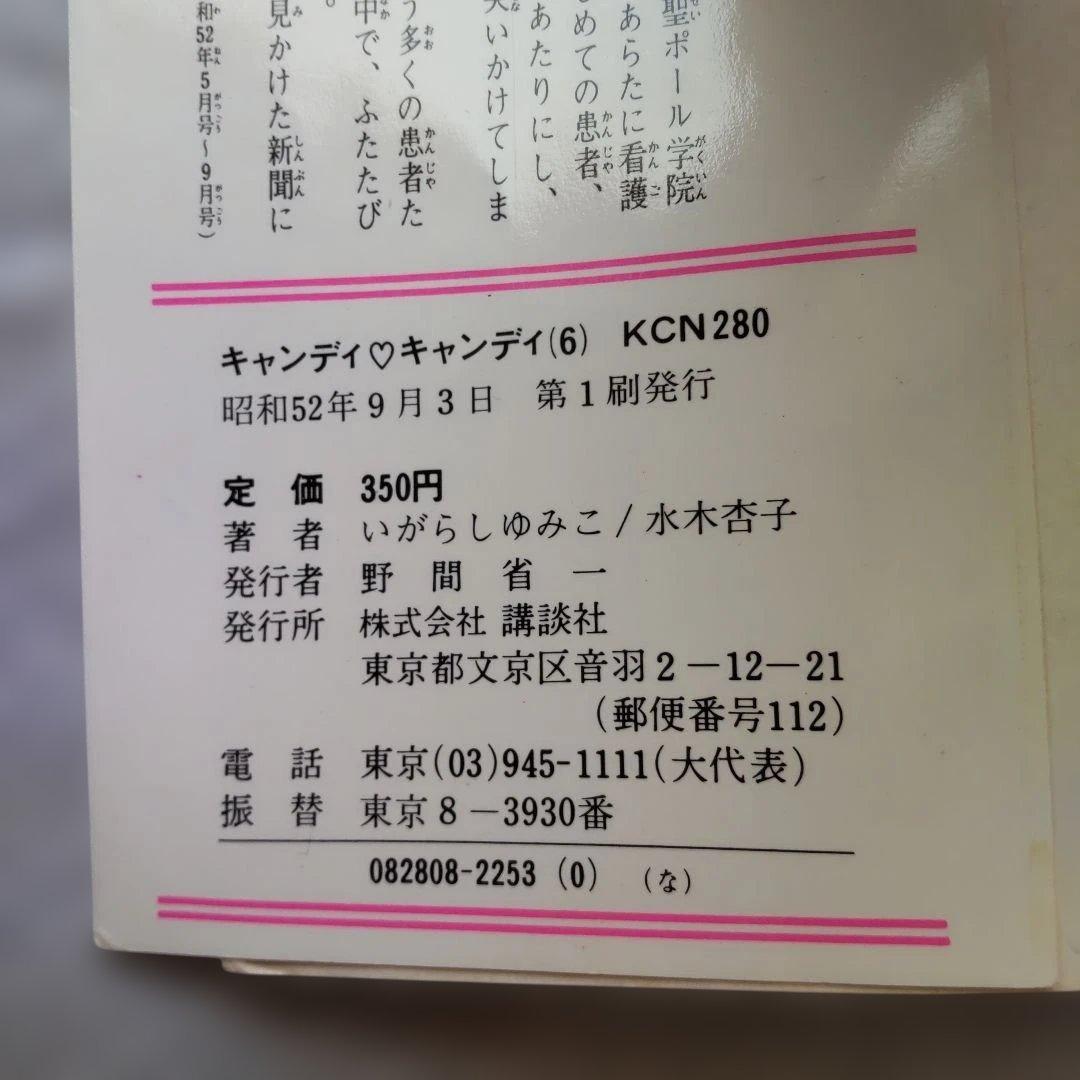 聖ポール学院
あらたに看護
めての患者、
あたりにし、
いかけてしま
う多くの患者た
中で、ふたたび
見かけた新聞に
。
和52年5月号～9月号)
キャンディ♡キャンディ(6) KCN280
昭和52年9月3日 第1刷発行
定価 350円
著者 いがらしゆみこ/水木杏子
発行者 野間省一
発行所 株式会社 講談社
東京都文京区音羽2-12-21
(郵便番号112)
電話 東京(03)945-1111(大代表)
振替 東京8-3930番
082808-2253 (0) (な)